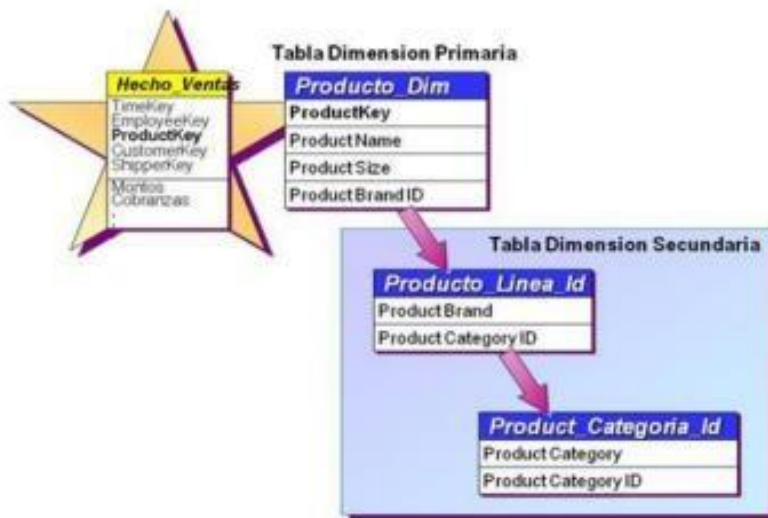 Tabla Dimension Primaria
Hecho_Ventas
TimeKey
EmployeeKey
ProductKey
CustomerKey
ShipperKey
Montos
Cobranzas
:
Producto_Dim
ProductKey
Product Name
Product Size
Product Brand ID
Tabla Dimension Secundaria
Producto_Linea_Id
Product Brand
Product Category ID
Product_Categoria_Id
Product Category
Product Category ID